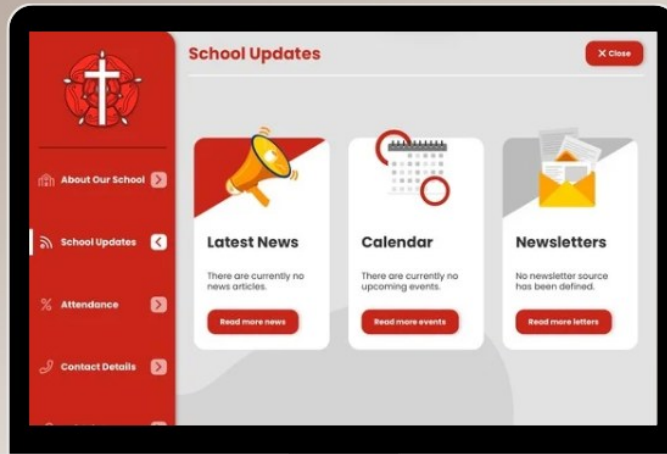 School Updates
X Close
About Our School
School Updates
Attendance
Contact Details
Latest News
There are currently no
news articles.
Read more news
Calendar
There are currently no
upcoming events.
Read more events
Newsletters
No newsletter source
has been defined.
Read more letters